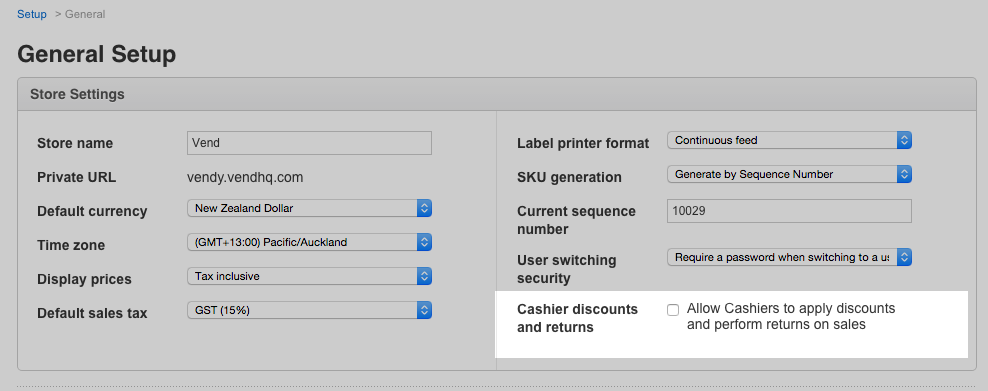 Setup > General
General Setup
Store Settings
Store name
Vend
Private URL
vendy.vendhq.com
Default currency
New Zealand Dollar
Time zone
(GMT+13:00) Pacific/Auckland
Display prices
Tax inclusive
Default sales tax
GST (15%)
Label printer format
Continuous feed
SKU generation
Generate by Sequence Number
Current sequence
number
10029
User switching
security
Require a password when switching to a us
Cashier discounts
and returns
Allow Cashiers to apply discounts
and perform returns on sales